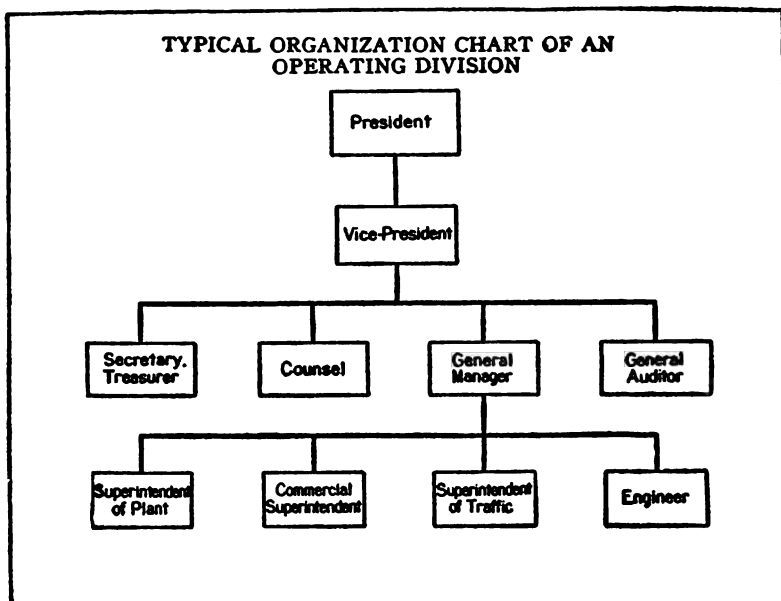 TYPICAL ORGANIZATION CHART OF AN
OPERATING DIVISION
President
Vice-President
Secretary.
Treasurer
Counsel
General
Manager
General
Auditor
Superintendent
of Plant
Commercial
Superintendent
Superintendent
of Traffic
Engineer